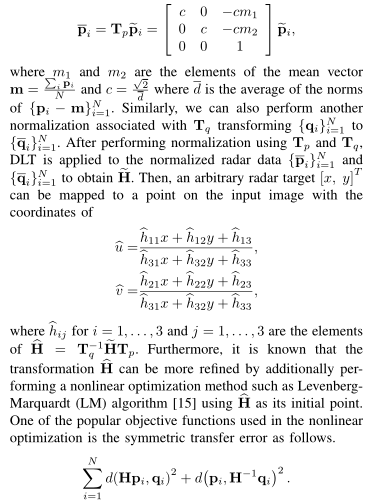 $\overline{\mathbf{p}}_i = \mathbf{T}_p \widetilde{\mathbf{p}}_i = \begin{bmatrix} c & 0 & -cm_1 \\ 0 & c & -cm_2 \\ 0 & 0 & 1 \end{bmatrix} \widetilde{\mathbf{p}}_i,$
where $m_1$ and $m_2$ are the elements of the mean vector
$\mathbf{m} = \frac{\sum_i \mathbf{p}_i}{N}$ and $c = \frac{\sqrt{2}}{\overline{d}}$ where $\overline{d}$ is the average of the norms
of $\{\mathbf{p}_i - \mathbf{m}\}_{i=1}^N$. Similarly, we can also perform another
normalization associated with $\mathbf{T}_q$ transforming $\{\mathbf{q}_i\}_{i=1}^N$ to
$\{\overline{\mathbf{q}}_i\}_{i=1}^N$. After performing normalization using $\mathbf{T}_p$ and $\mathbf{T}_q$,
DLT is applied to the normalized radar data $\{\overline{\mathbf{p}}_i\}_{i=1}^N$ and
$\{\overline{\mathbf{q}}_i\}_{i=1}^N$ to obtain $\widetilde{\mathbf{H}}$. Then, an arbitrary radar target $[x,\ y]^T$
can be mapped to a point on the input image with the
coordinates of
$\widehat{u} = \frac{\widehat{h}_{11}x + \widehat{h}_{12}y + \widehat{h}_{13}}{\widehat{h}_{31}x + \widehat{h}_{32}y + \widehat{h}_{33}},$
$\widehat{v} = \frac{\widehat{h}_{21}x + \widehat{h}_{22}y + \widehat{h}_{23}}{\widehat{h}_{31}x + \widehat{h}_{32}y + \widehat{h}_{33}},$
where $\widehat{h}_{ij}$ for $i = 1, \ldots, 3$ and $j = 1, \ldots, 3$ are the elements
of $\widehat{\mathbf{H}} = \mathbf{T}_q^{-1} \widetilde{\mathbf{H}} \mathbf{T}_p$. Furthermore, it is known that the
transformation $\widehat{\mathbf{H}}$ can be more refined by additionally per-
forming a nonlinear optimization method such as Levenberg-
Marquardt (LM) algorithm [15] using $\widehat{\mathbf{H}}$ as its initial point.
One of the popular objective functions used in the nonlinear
optimization is the symmetric transfer error as follows.
$\sum_{i=1}^{N} d(\mathbf{H}\mathbf{p}_i, \mathbf{q}_i)^2 + d(\mathbf{p}_i, \mathbf{H}^{-1}\mathbf{q}_i)^2.$